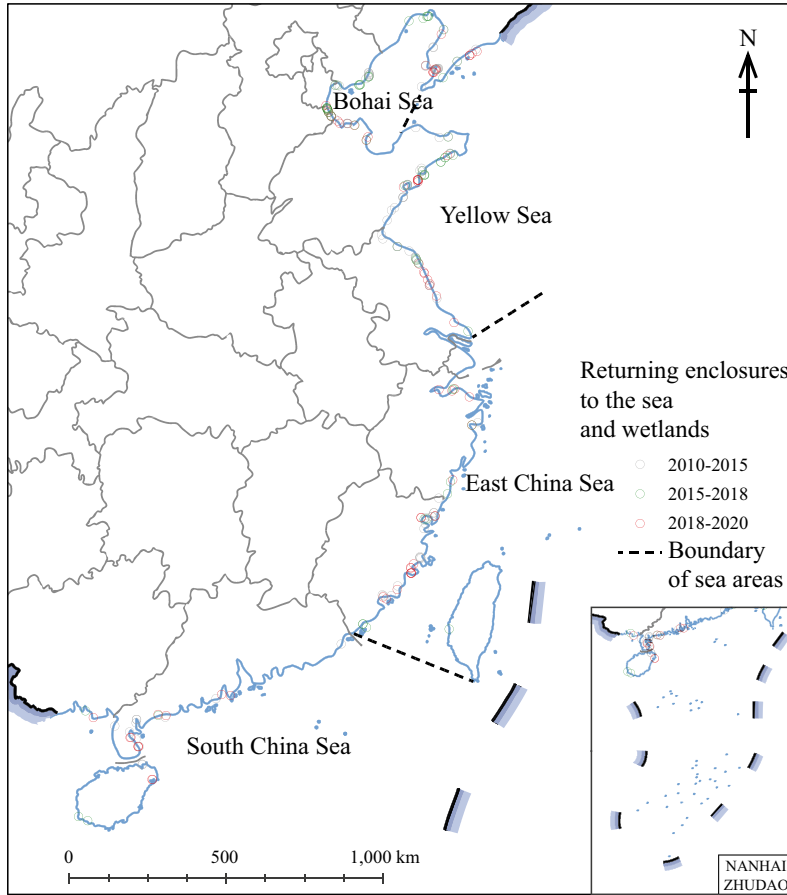 N
Bohai Sea
Yellow Sea
Returning enclosures
to the sea
and wetlands
2010-2015
2015-2018
2018-2020
Boundary
of sea areas
East China Sea
South China Sea
0
500
1,000 km
NANHAI
ZHUDAO